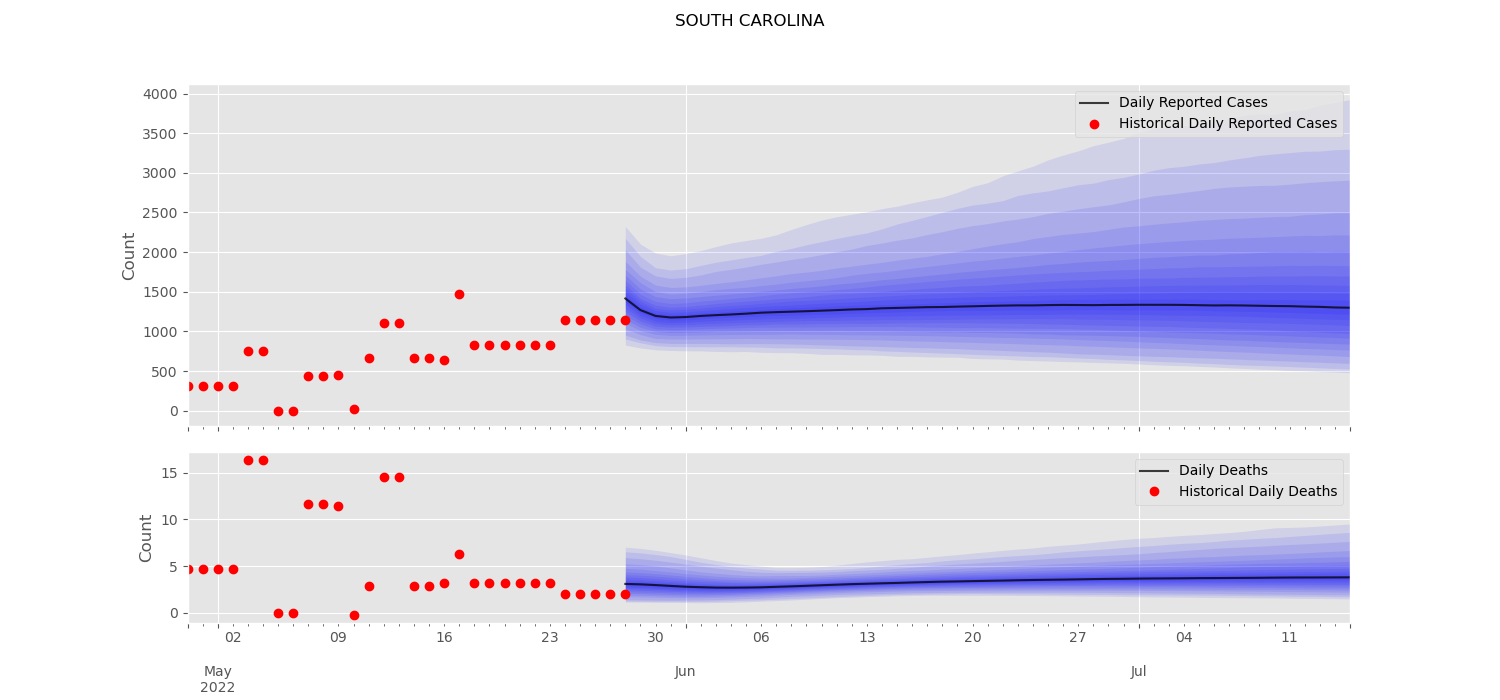 SOUTH CAROLINA
4000
3500
3000
2500
2000
1500
1000
500
0
Count
Daily Reported Cases
Historical Daily Reported Cases
15
10
5
0
Count
Daily Deaths
Historical Daily Deaths
02 09 16 23 30 06 13 20 27 04 11
May Jun Jul
2022